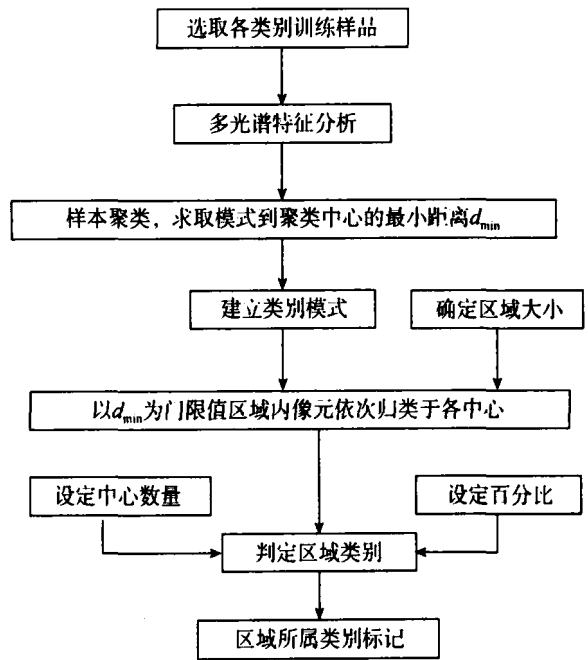 选取各类别训练样品
多光谱特征分析
样本聚类，求取模式到聚类中心的最小距离dmin
建立类别模式
确定区域大小
以dmin为门限值区域内像元依次归类于各中心
设定中心数量
设定百分比
判定区域类别
区域所属类别标记